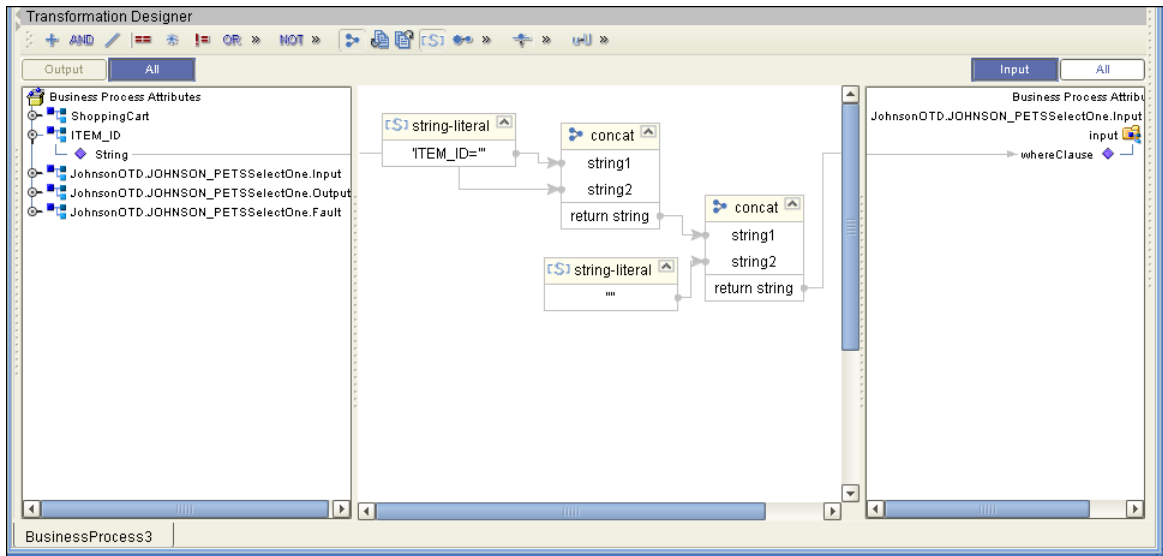 Transformation Designer
AND == != OR » NOT » [S] » » »
Output All Input All
Business Process Attributes
ShoppingCart
ITEM_ID
String
JohnsonOTD.JOHNSON_PETSSelectOne.Input
JohnsonOTD.JOHNSON_PETSSelectOne.Output
JohnsonOTD.JOHNSON_PETSSelectOne.Fault
[S] string-literal
'ITEM_ID='"
concat
string1
string2
return string
[S] string-literal
""
concat
string1
string2
return string
Business Process Attribu
JohnsonOTD.JOHNSON_PETSSelectOne.Input
input
whereClause
BusinessProcess3